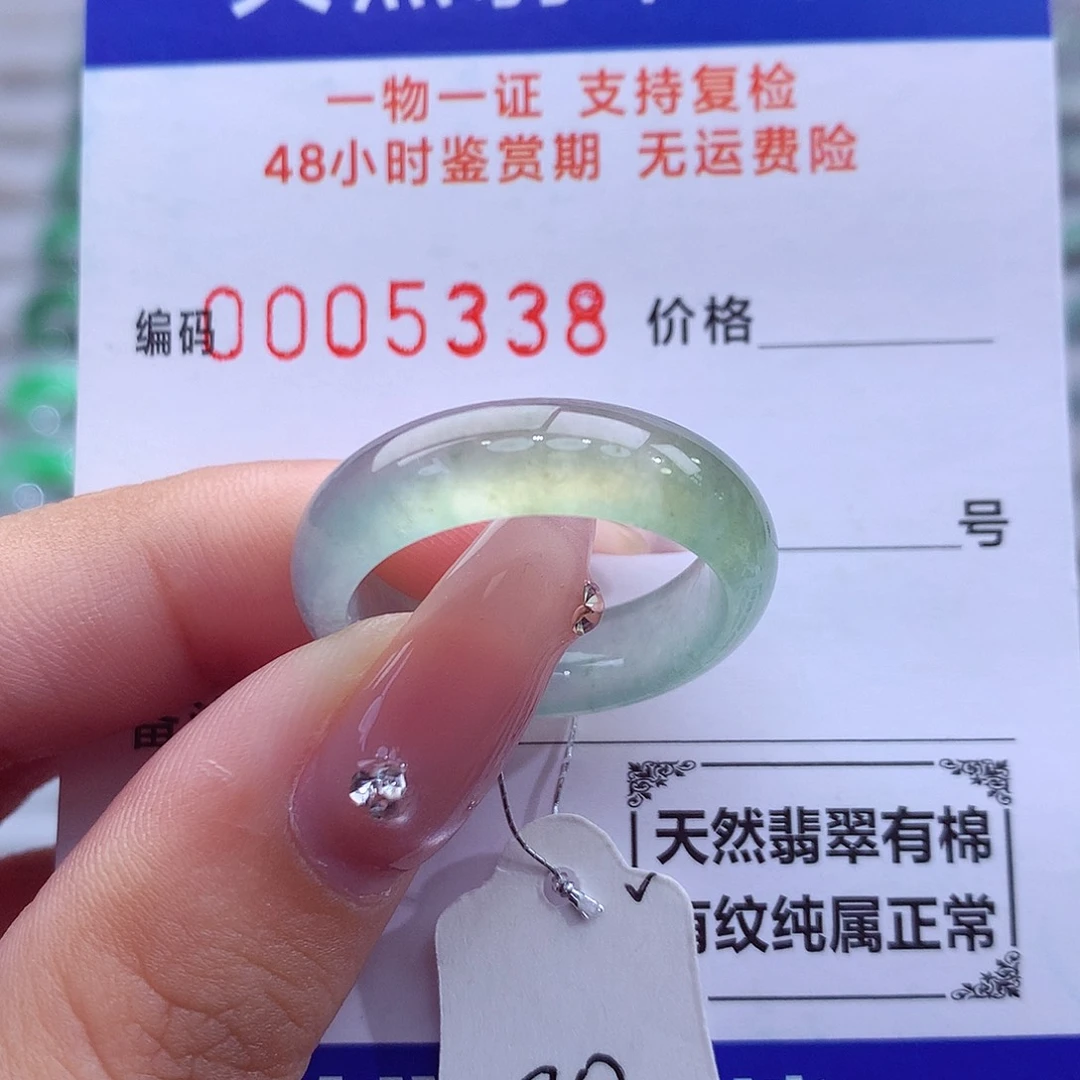 一物一证 支持复检
48小时鉴赏期 无运费险
编码0005338 价格
号
天然翡翠有棉
有纹纯属正常